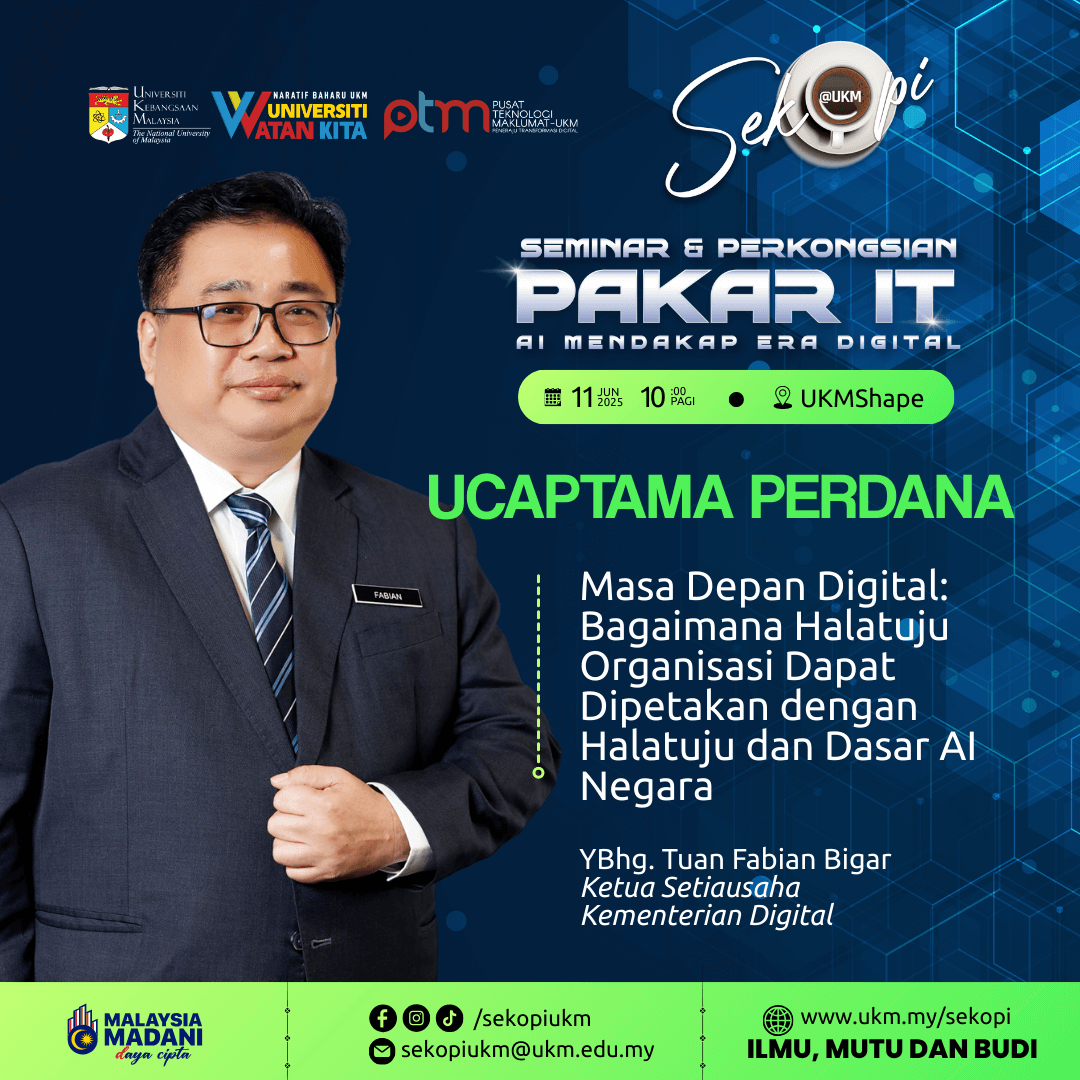 UNIVERSITI
KEBANGSAAN
MALAYSIA
The National University
of Malaysia
NARATIF BAHARU UKM
UNIVERSITI
WATAN KITA
ptm
PUSAT
TEKNOLOGI
MAKLUMAT-UKM
PENERAJU TRANSFORMASI DIGITAL
Sekopi
@UKM
SEMINAR & PERKONGSIAN
PAKAR IT
AI MENDAKAP ERA DIGITAL
11 JUN 2025 10 :00 PAGI • UKMShape
UCAPTAMA PERDANA
FABIAN
Masa Depan Digital:
Bagaimana Halatuju
Organisasi Dapat
Dipetakan dengan
Halatuju dan Dasar AI
Negara
YBhg. Tuan Fabian Bigar
Ketua Setiausaha
Kementerian Digital
MALAYSIA
MADANI
daya cipta
/sekopiukm
sekopiukm@ukm.edu.my
www.ukm.my/sekopi
ILMU, MUTU DAN BUDI